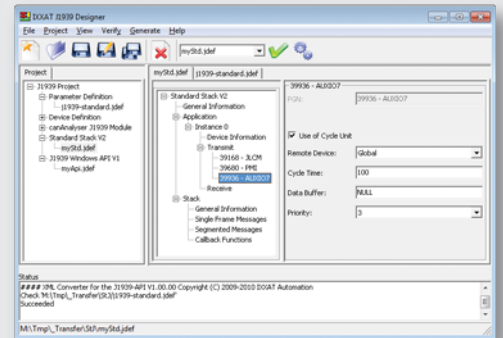 IXXAT J1939 Designer
File Project View Verify Generate Help
myStd.jdef
Project
J1939 Project
Parameter Definition
j1939-standard.jdef
Device Definition
canAnalyser J1939 Module
Standard Stack V2
myStd.jdef
J1939 Windows API V1
myApi.jdef
myStd.jdef j1939-standard.jdef
Standard Stack V2
General Information
Application
Instance 0
Device Information
Transmit
39168 - JLCM
39680 - PMI
39936 - AUXIO7
Receive
Stack
General Information
Single Frame Messages
Segmented Messages
Callback Functions
39936 - AUXIO7
PGN: 39936 - AUXIO7
Use of Cycle Unit
Remote Device: Global
Cycle Time: 100
Data Buffer: NULL
Priority: 3
Status
#### XML Converter for the J1939-API V1.00.00 Copyright (C) 2009-2010 IXXAT Automation
Check 'M:\Tmp\_Transfer\StJ\j1939-standard.jdef'
Succeeded
M:\Tmp\_Transfer\StJ\myStd.jdef